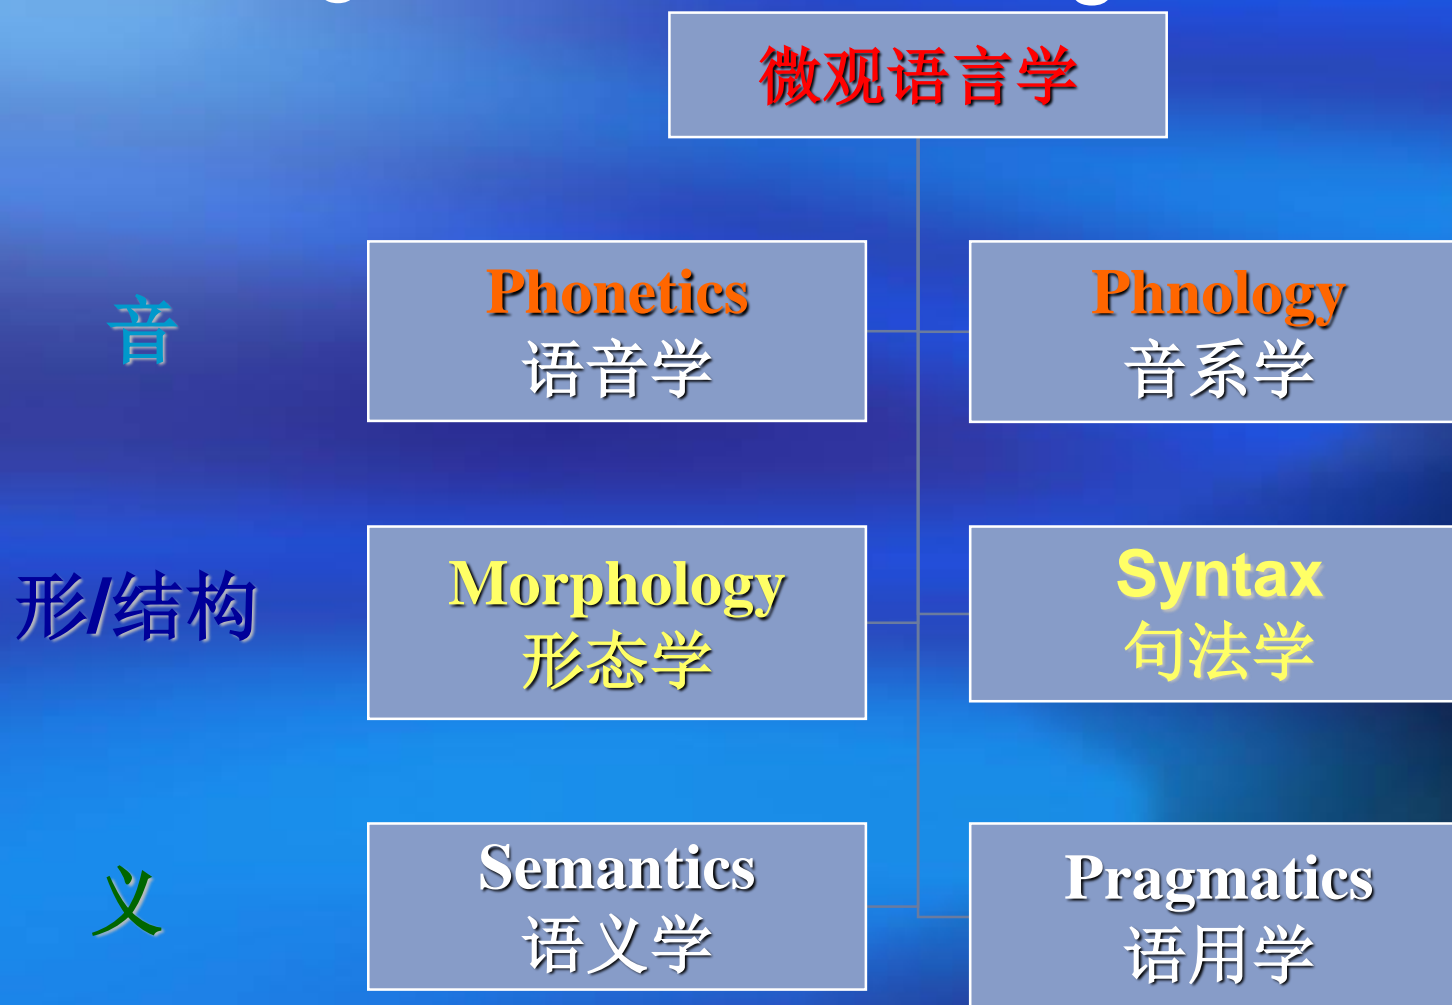 微观语言学
音
Phonetics
语音学
Phnology
音系学
形/结构
Morphology
形态学
Syntax
句法学
义
Semantics
语义学
Pragmatics
语用学